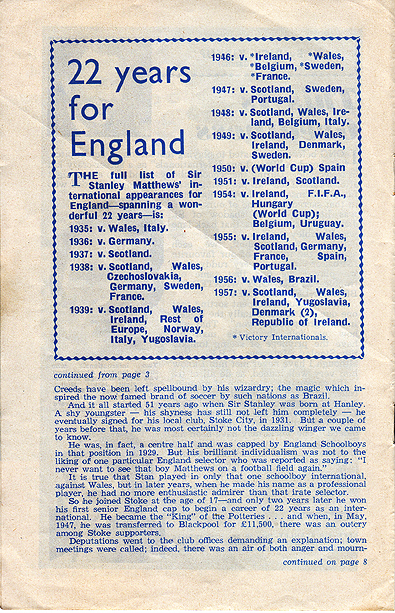 22 years
for
England
THE full list of Sir
Stanley Matthews' in-
ternational appearances for
England—spanning a won-
derful 22 years—is:
1935: v. Wales, Italy.
1936: v. Germany.
1937: v. Scotland.
1938: v. Scotland, Wales,
Czechoslovakia,
Germany, Sweden,
France.
1939: v. Scotland, Wales,
Ireland, Rest of
Europe, Norway,
Italy, Yugoslavia.
1946: v. *Ireland, *Wales,
*Belgium, *Sweden,
*France.
1947: v. Scotland, Sweden,
Portugal.
1948: v. Scotland, Wales, Ire-
land, Belgium, Italy.
1949: v. Scotland, Wales,
Ireland, Denmark,
Sweden.
1950: v. (World Cup) Spain
1951: v. Ireland, Scotland.
1954: v. Ireland, F.I.F.A.,
Hungary
(World Cup);
Belgium, Uruguay.
1955: v. Ireland, Wales,
Scotland, Germany,
France, Spain,
Portugal.
1956: v. Wales, Brazil.
1957: v. Scotland, Wales,
Ireland, Yugoslavia,
Denmark (2),
Republic of Ireland.
* Victory Internationals.
continued from page 3
Creeds have been left spellbound by his wizardry; the magic which in-
spired the now famed brand of soccer by such nations as Brazil.
And it all started 51 years ago when Sir Stanley was born at Hanley.
A shy youngster — his shyness has still not left him completely — he
eventually signed for his local club, Stoke City, in 1931. But a couple of
years before that, he was most certainly not the dazzling winger we came
to know.
He was, in fact, a centre half and was capped by England Schoolboys
in that position in 1929. But his brilliant individualism was not to the
liking of one particular England selector who was reported as saying: "I
never want to see that boy Matthews on a football field again."
It is true that Stan played in only that one schoolboy international,
against Wales, but in later years, when he made his name as a professional
player, he had no more enthusiastic admirer than that irate selector.
So he joined Stoke at the age of 17—and only two years later he won
his first senior England cap to begin a career of 22 years as an inter-
national. He became the "King" of the Potteries . . . and when, in May,
1947, he was transferred to Blackpool for £11,500, there was an outcry
among Stoke supporters.
Deputations went to the club offices demanding an explanation; town
meetings were called; indeed, there was an air of both anger and mourn-
continued on page 8